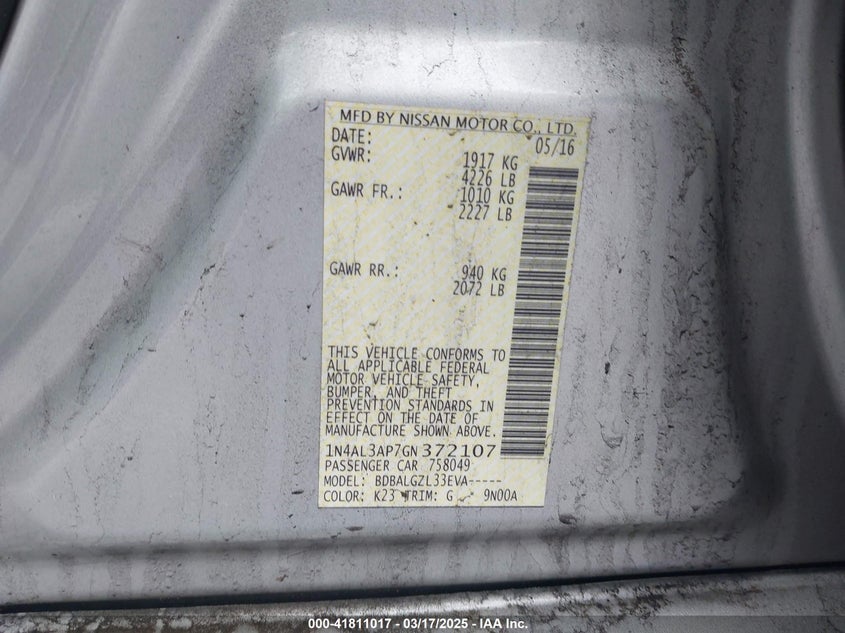 MFD BY NISSAN MOTOR CO., LTD.
DATE: 05/16
GVWR: 1917 KG
4226 LB
GAWR FR.: 1010 KG
2227 LB
GAWR RR.: 940 KG
2072 LB
THIS VEHICLE CONFORMS TO
ALL APPLICABLE FEDERAL
MOTOR VEHICLE SAFETY,
BUMPER, AND THEFT
PREVENTION STANDARDS IN
EFFECT ON THE DATE OF
MANUFACTURE SHOWN ABOVE.
1N4AL3AP7GN372107
PASSENGER CAR 758049
MODEL: BDBALGZL33EVA-----
COLOR: K23 TRIM: G 9N00A
000-41811017 — 03/17/2025 — IAA Inc.